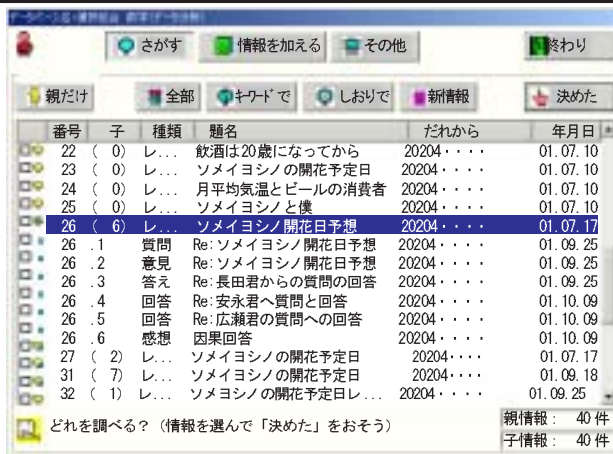 さがす 情報を加える その他 終わり
親だけ 全部 キーワードで しおりで 新情報 決めた
番号 子 種類 題名 だれから 年月日
22 ( 0) レ... 飲酒は20歳になってから 20204・・・・ 01.07.10
23 ( 0) レ... ソメイヨシノの開花予定日 20204・・・・ 01.07.10
24 ( 0) レ... 月平均気温とビールの消費者 20204・・・・ 01.07.10
25 ( 0) レ... ソメイヨシノと僕 20204・・・・ 01.07.10
26 ( 6) レ... ソメイヨシノ開花日予想 20204・・・・ 01.07.17
26 .1 質問 Re:ソメイヨシノ開花日予想 20204・・・・ 01.09.25
26 .2 意見 Re:ソメイヨシノ開花日予想 20204・・・・ 01.09.25
26 .3 答え Re:長田君からの質問の回答 20204・・・・ 01.09.25
26 .4 回答 Re:安永君へ質問と回答 20204・・・・ 01.10.09
26 .5 回答 Re:広瀬君の質問への回答 20204・・・・ 01.10.09
26 .6 感想 因果回答 20204・・・・ 01.10.09
27 ( 2) レ... ソメイヨシノの開花予定日 20204・・・・ 01.07.17
31 ( 7) レ... ソメイヨシノの開花予定日 20204・・・・ 01.09.18
32 ( 1) レ... ソメイヨシノの開花予定日レ... 20204・・・・ 01.09.25
どれを調べる？（情報を選んで「決めた」をおそう）
親情報： 40件
子情報： 40件